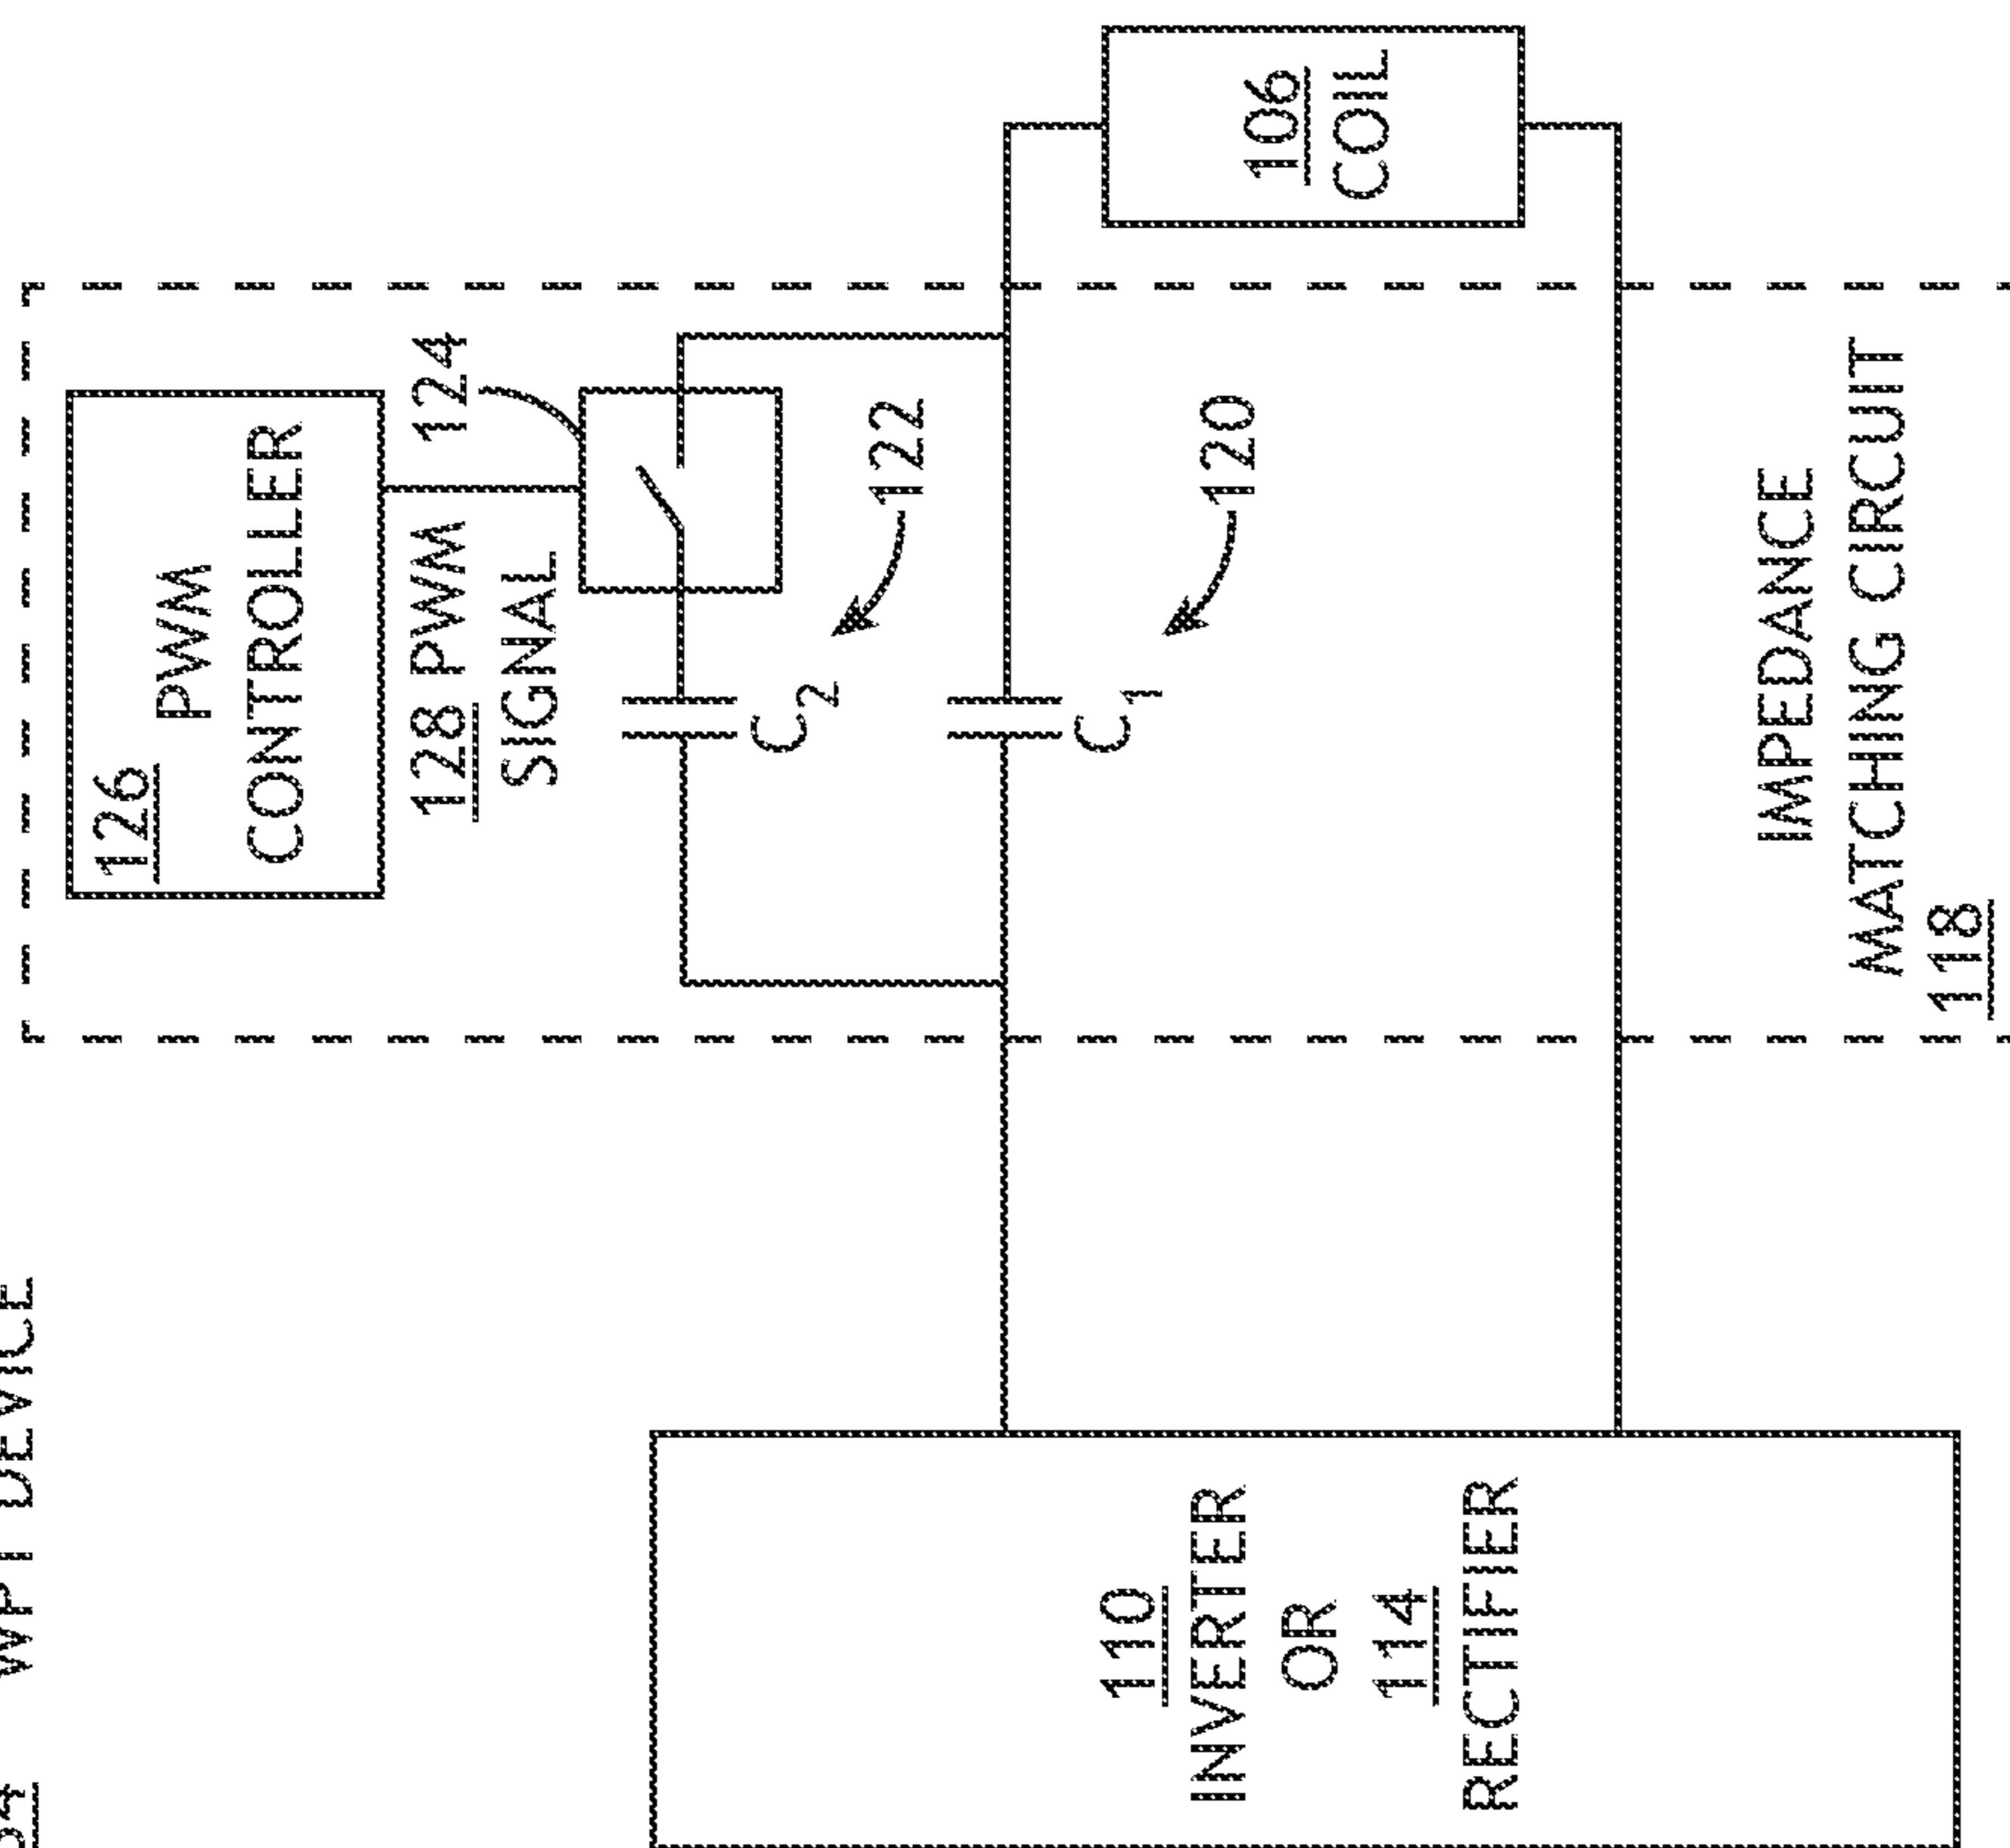 WPT DEVICE
126
PWM
CONTROLLER
128 PWM
SIGNAL
124
C2
122
C1
120
106
COIL
110
INVERTER
OR
114
RECTIFIER
IMPEDANCE
MATCHING CIRCUIT
118